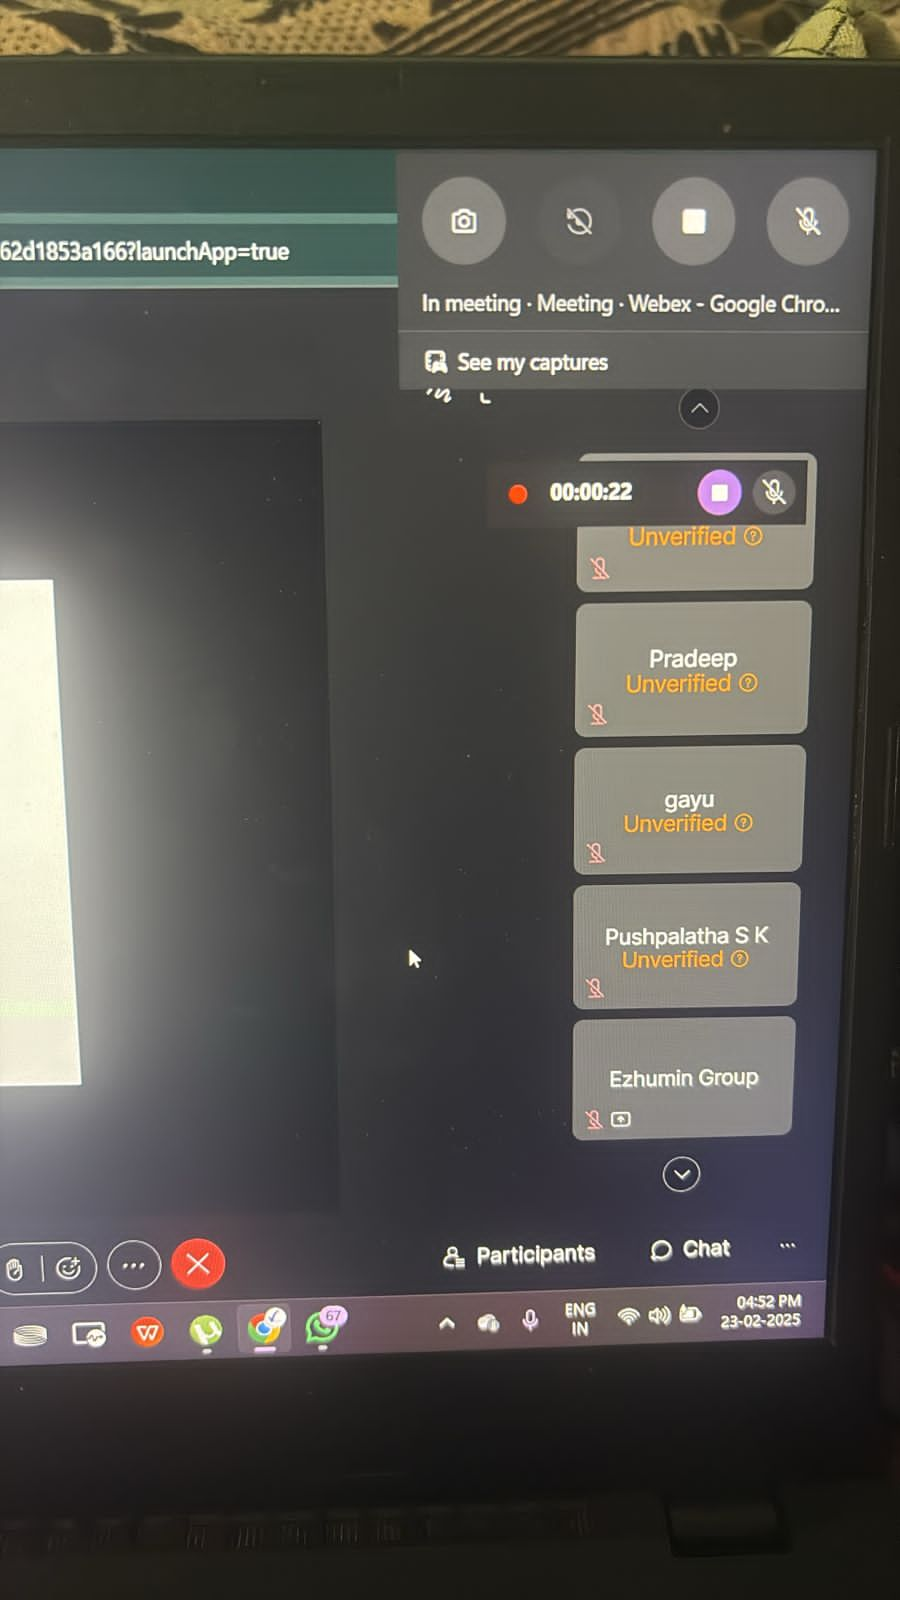 62d1853a166?launchApp=true
In meeting · Meeting · Webex - Google Chro...
See my captures
00:00:22
Unverified
Pradeep
Unverified
gayu
Unverified
Pushpalatha S K
Unverified
Ezhumin Group
Participants
Chat
67
ENG
IN
04:52 PM
23-02-2025